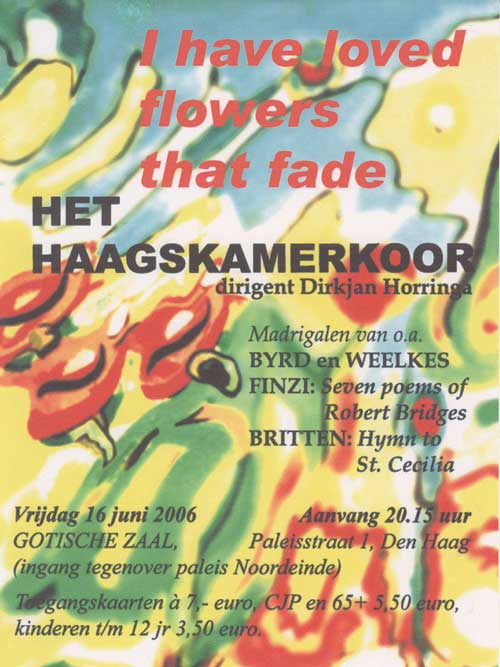 I have loved
flowers
that fade
HET
HAAGSKAMERKOOR
dirigent Dirkjan Horringa
Madrigalen van o.a.
BYRD en WEELKES
FINZI: Seven poems of
Robert Bridges
BRITTEN: Hymn to
St. Cecilia
Vrijdag 16 juni 2006 Aanvang 20.15 uur
GOTISCHE ZAAL, Paleisstraat 1, Den Haag
(ingang tegenover paleis Noordeinde)
Toegangskaarten à 7,- euro, CJP en 65+ 5,50 euro,
kinderen t/m 12 jr 3,50 euro.